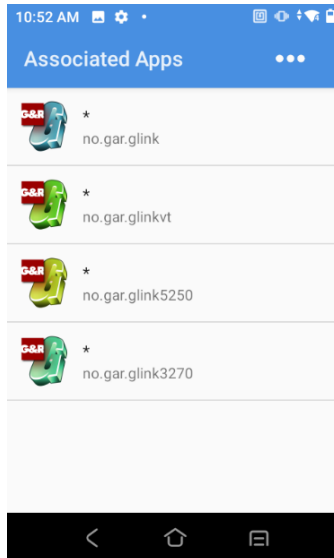 10:52 AM
Associated Apps
G&R
*
no.gar.glink
G&R
*
no.gar.glinkvt
G&R
*
no.gar.glink5250
G&R
*
no.gar.glink3270